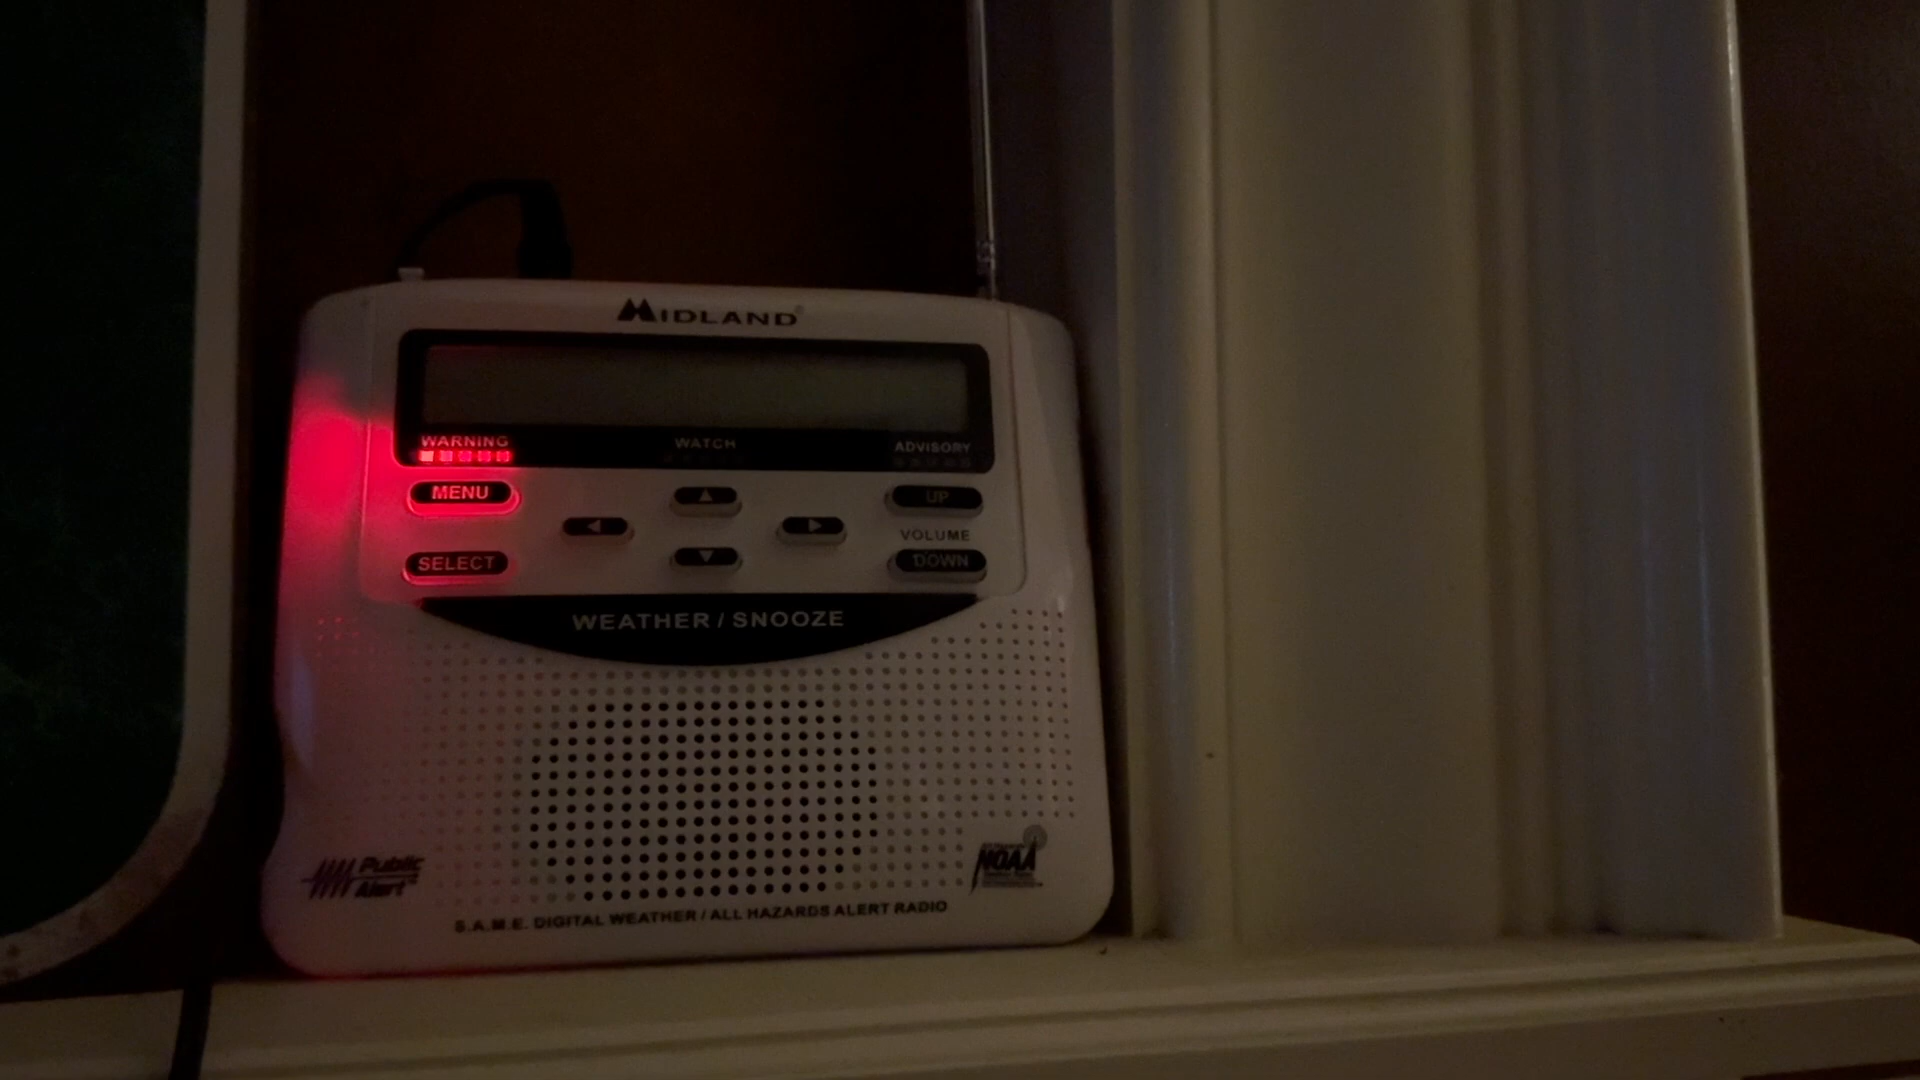 MIDLAND
WARNING WATCH ADVISORY
MENU
UP
VOLUME
SELECT
DOWN
WEATHER / SNOOZE
Public
Alert™
NOAA
S.A.M.E. DIGITAL WEATHER / ALL HAZARDS ALERT RADIO